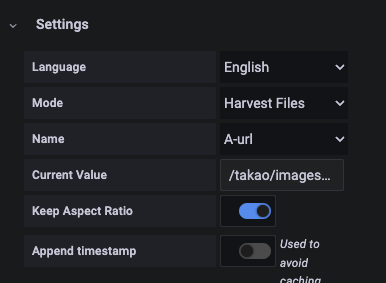 Settings
Language English
Mode Harvest Files
Name A-url
Current Value /takao/images...
Keep Aspect Ratio
Append timestamp Used to
avoid
caching